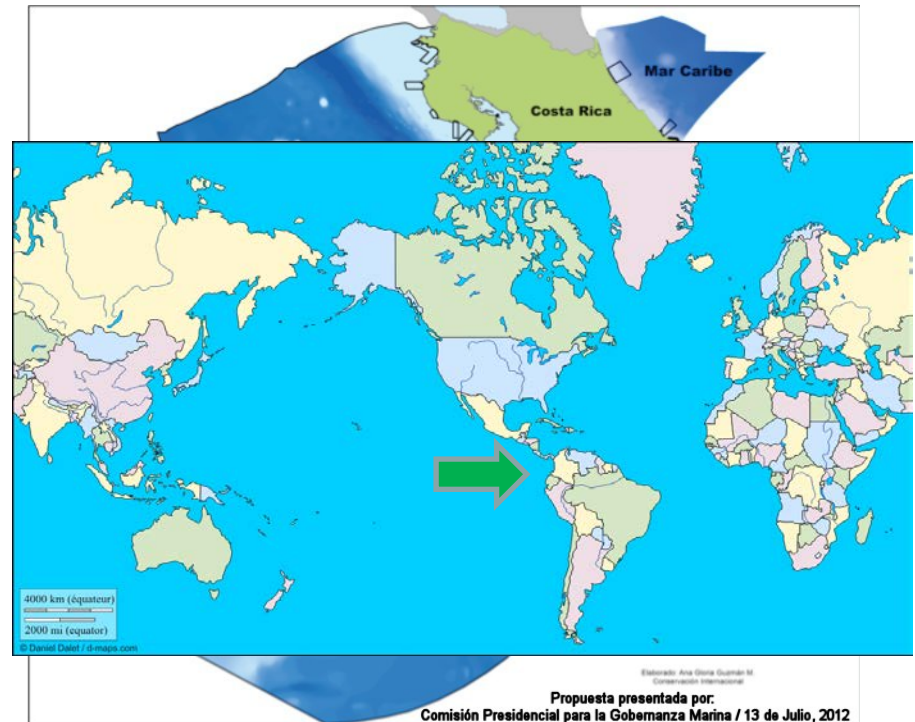 Mar Caribe
Costa Rica
4000 km (équateur)
2000 mi (equator)
© Daniel Dalet / d-maps.com
Elaborado: Ana Gloria Guzmán M.
Conservación Internacional
Propuesta presentada por:
Comisión Presidencial para la Gobernanza Marina / 13 de Julio, 2012